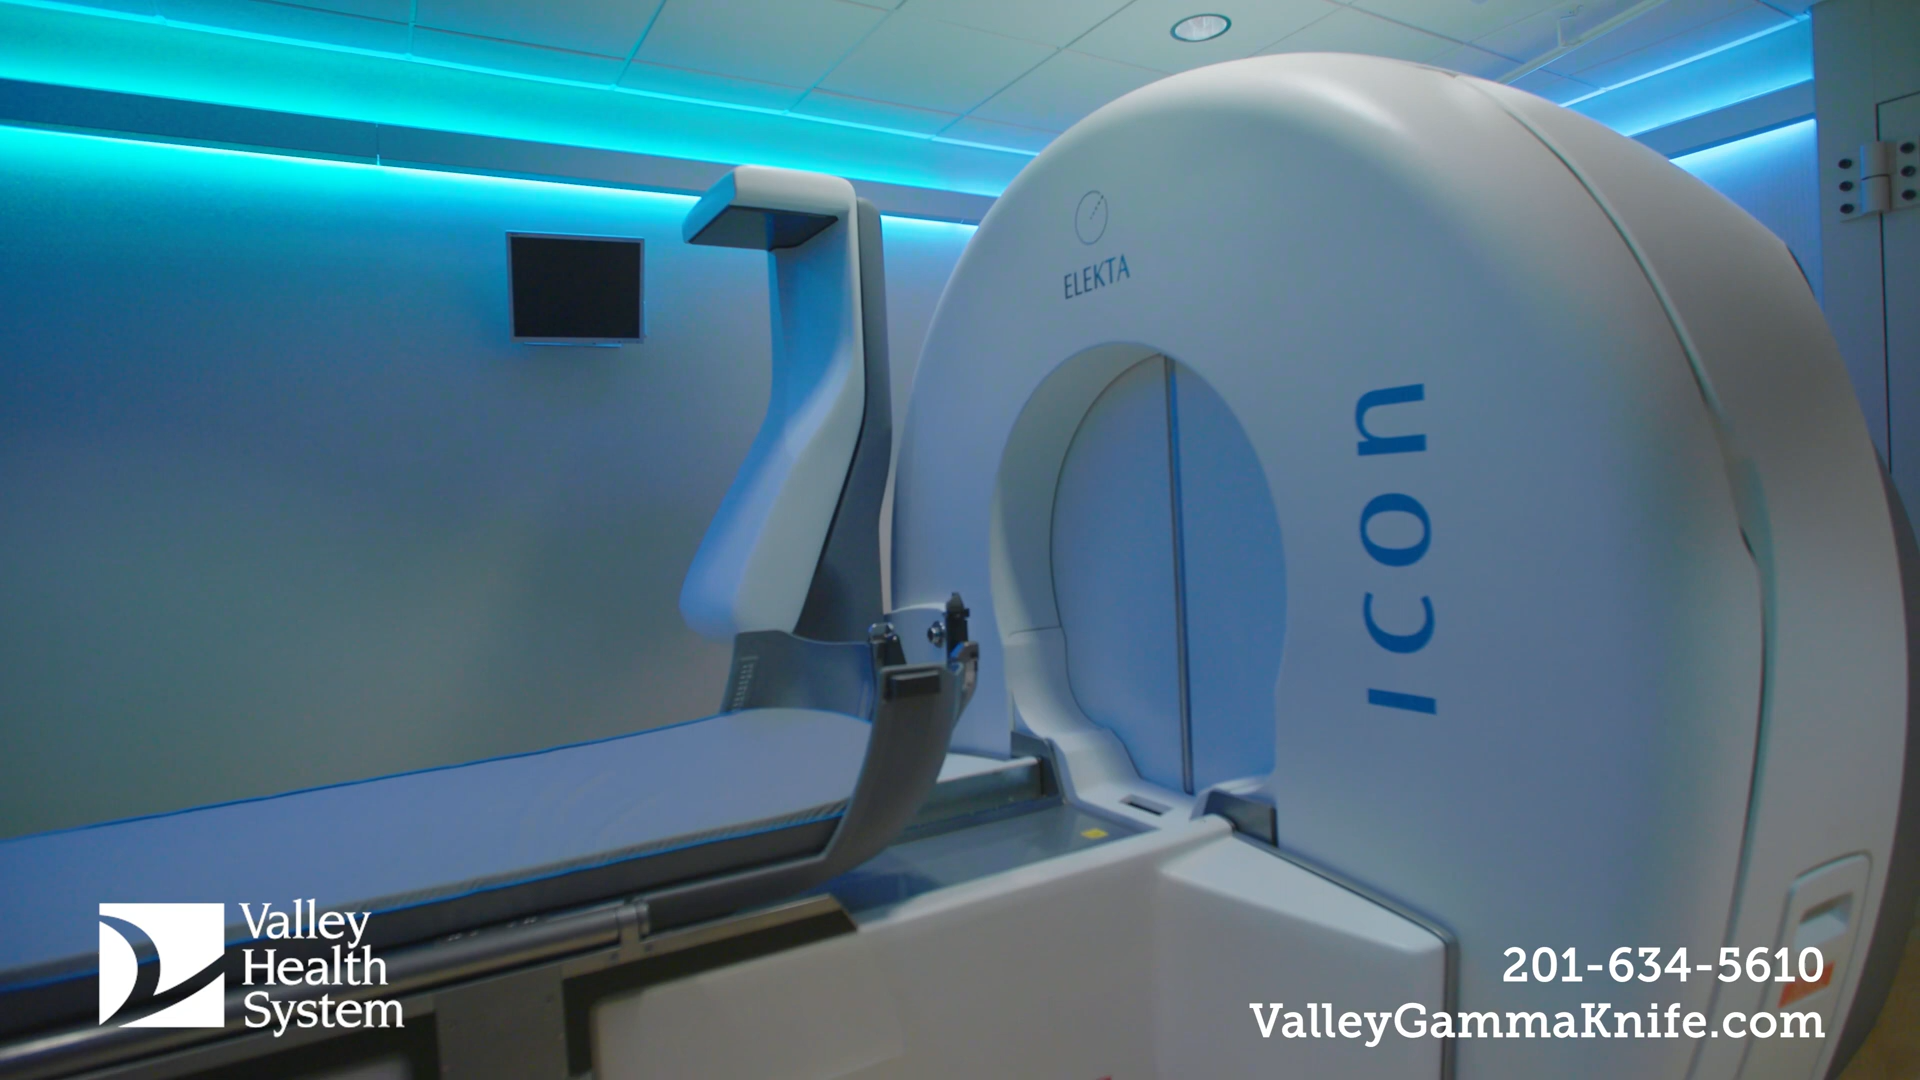 ELEKTA
icon
Valley
Health
System
201-634-5610
ValleyGammaKnife.com